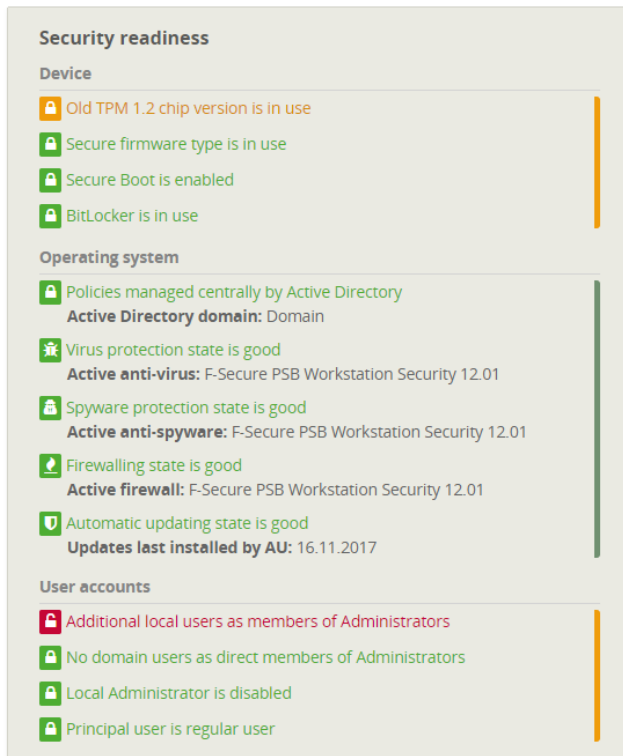 Security readiness
Device
Old TPM 1.2 chip version is in use
Secure firmware type is in use
Secure Boot is enabled
BitLocker is in use
Operating system
Policies managed centrally by Active Directory
Active Directory domain: Domain
Virus protection state is good
Active anti-virus: F-Secure PSB Workstation Security 12.01
Spyware protection state is good
Active anti-spyware: F-Secure PSB Workstation Security 12.01
Firewalling state is good
Active firewall: F-Secure PSB Workstation Security 12.01
Automatic updating state is good
Updates last installed by AU: 16.11.2017
User accounts
Additional local users as members of Administrators
No domain users as direct members of Administrators
Local Administrator is disabled
Principal user is regular user